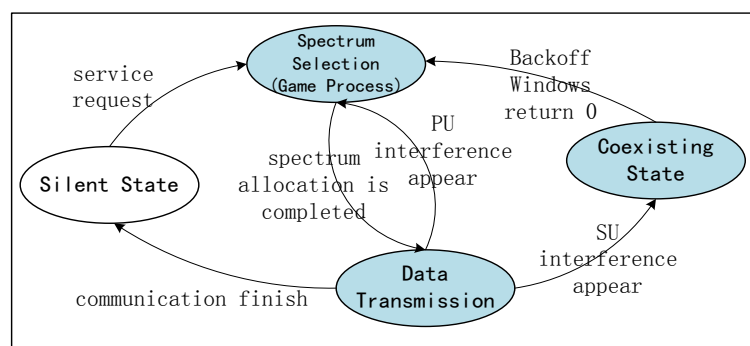 Spectrum
Selection
(Game Process)
service
request
Backoff
Windows
return 0
PU
interference
appear
Silent State
spectrum
allocation is
completed
Coexisting
State
SU
interference
appear
Data
Transmission
communication finish